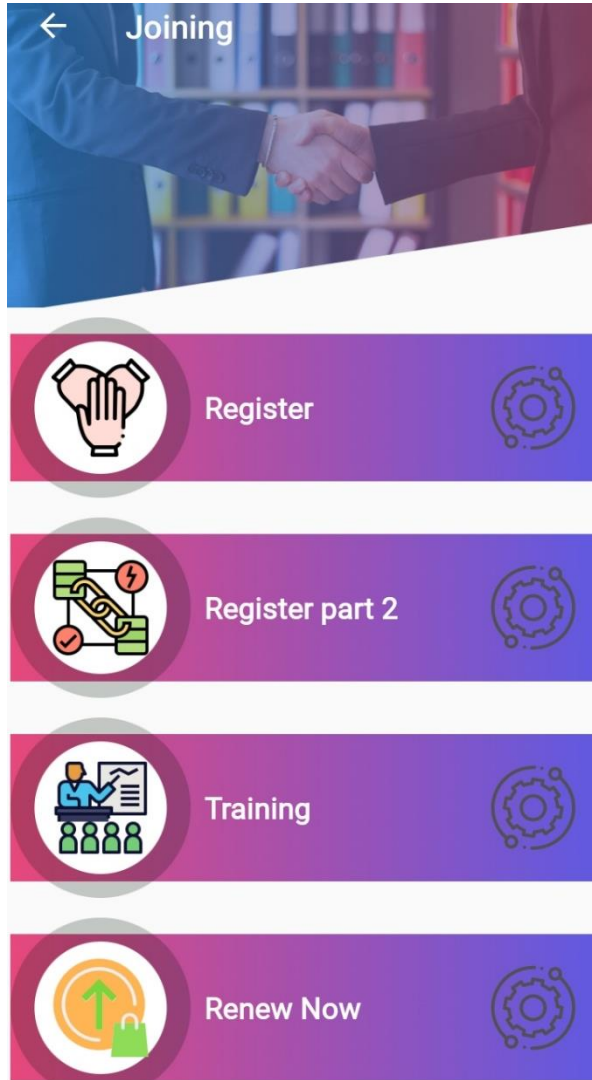 Joining
Register
Register part 2
Training
Renew Now